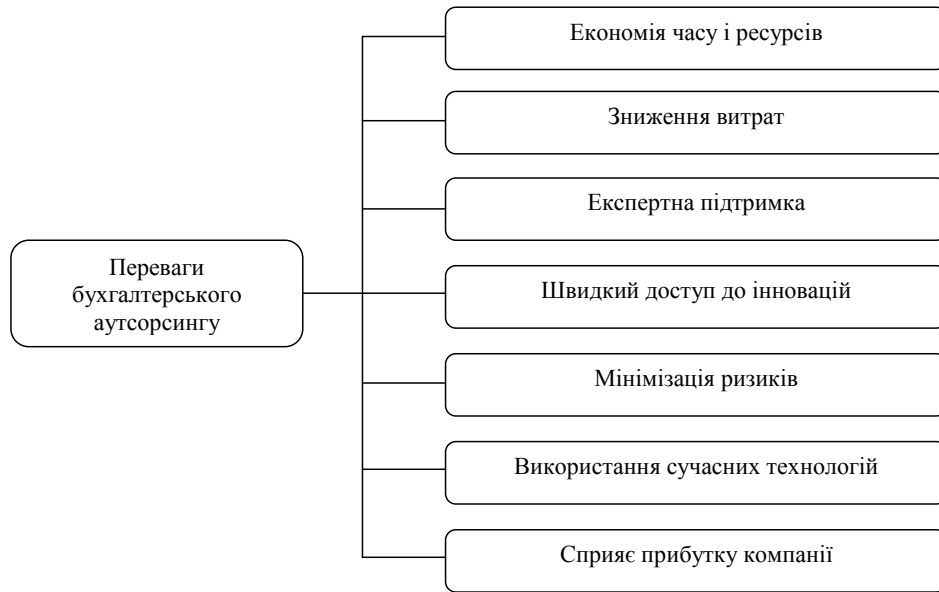 Економія часу і ресурсів
Зниження витрат
Експертна підтримка
Переваги
бухгалтерського
аутсорсингу
Швидкий доступ до інновацій
Мінімізація ризиків
Використання сучасних технологій
Сприяє прибутку компанії